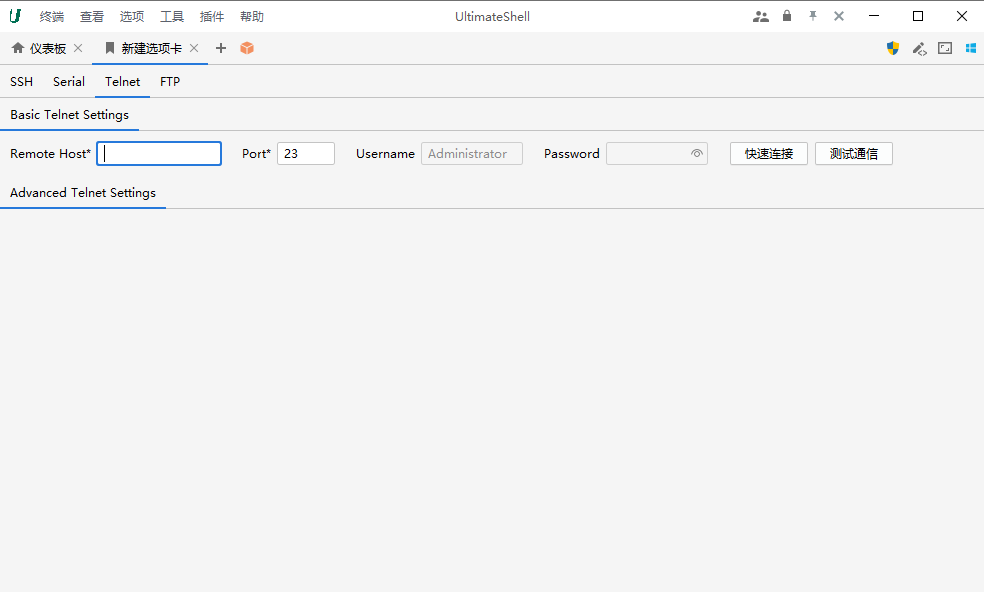 终端 查看 选项 工具 插件 帮助 UltimateShell
仪表板 新建选项卡
SSH Serial Telnet FTP
Basic Telnet Settings
Remote Host* Port* 23 Username Administrator Password 快速连接 测试通信
Advanced Telnet Settings